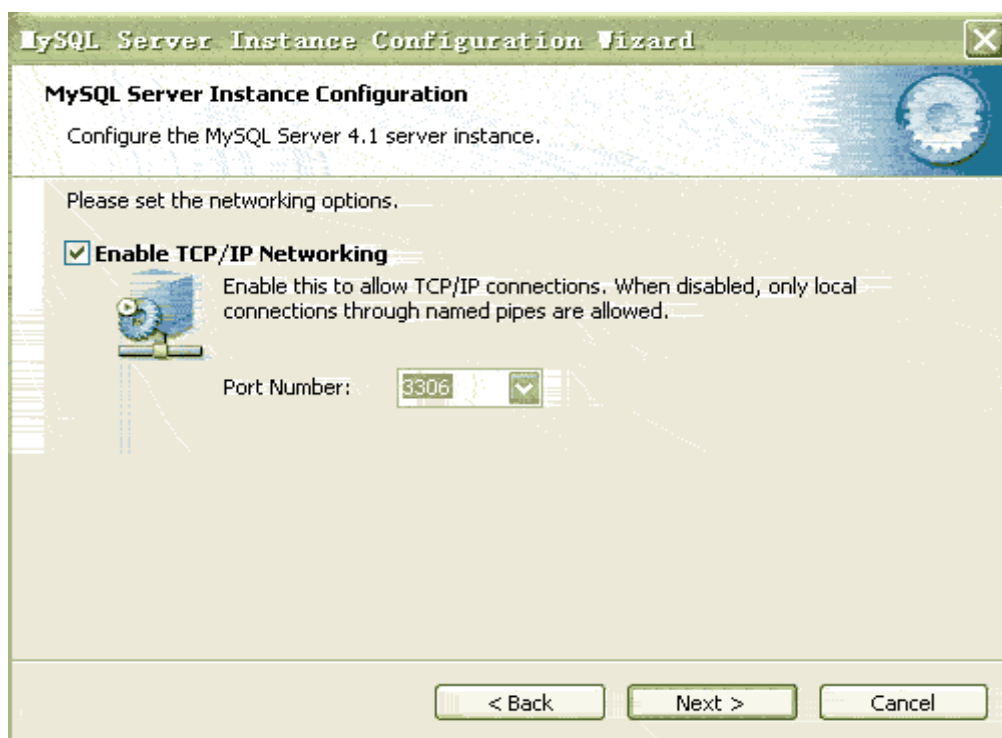 MySQL Server Instance Configuration Wizard
MySQL Server Instance Configuration
Configure the MySQL Server 4.1 server instance.
Please set the networking options.
Enable TCP/IP Networking
Enable this to allow TCP/IP connections. When disabled, only local
connections through named pipes are allowed.
Port Number: 3306
< Back Next > Cancel